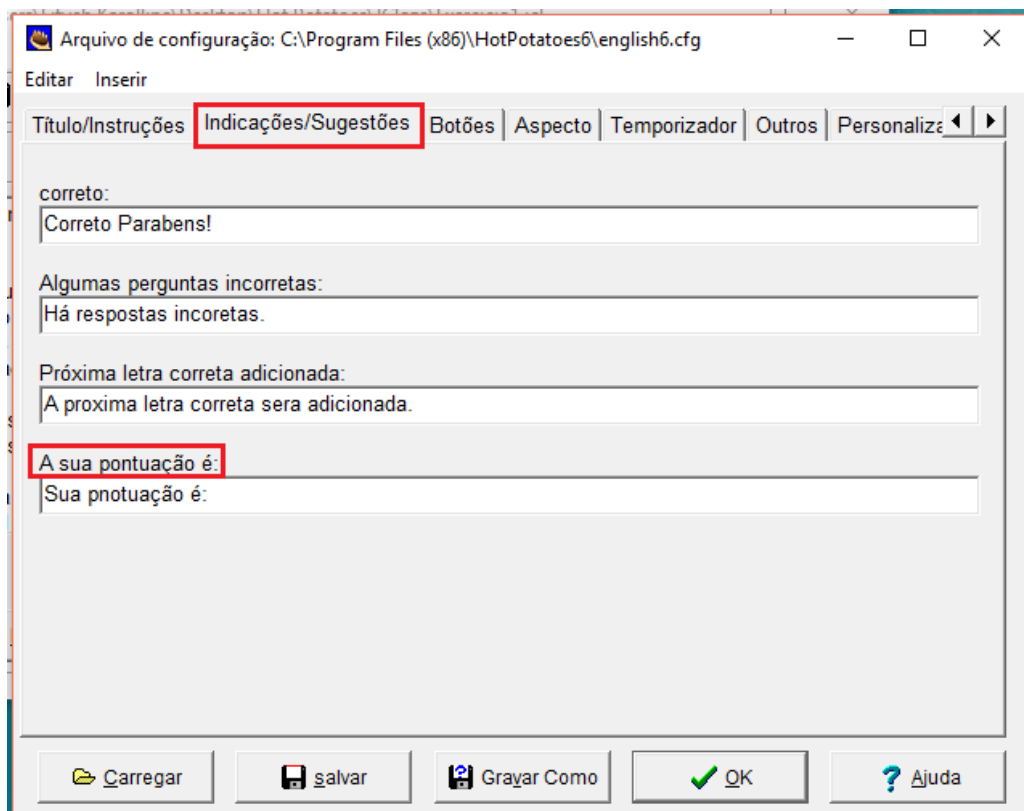 Arquivo de configuração: C:\Program Files (x86)\HotPotatoes6\english6.cfg
Editar Inserir
Título/Instruções Indicações/Sugestões Botões Aspecto Temporizador Outros Personaliza
correto:
Correto Parabens!
Algumas perguntas incorretas:
Há respostas incoretas.
Próxima letra correta adicionada:
A proxima letra correta sera adicionada.
A sua pontuação é:
Sua pnotuação é:
Carregar salvar Gravar Como OK Ajuda